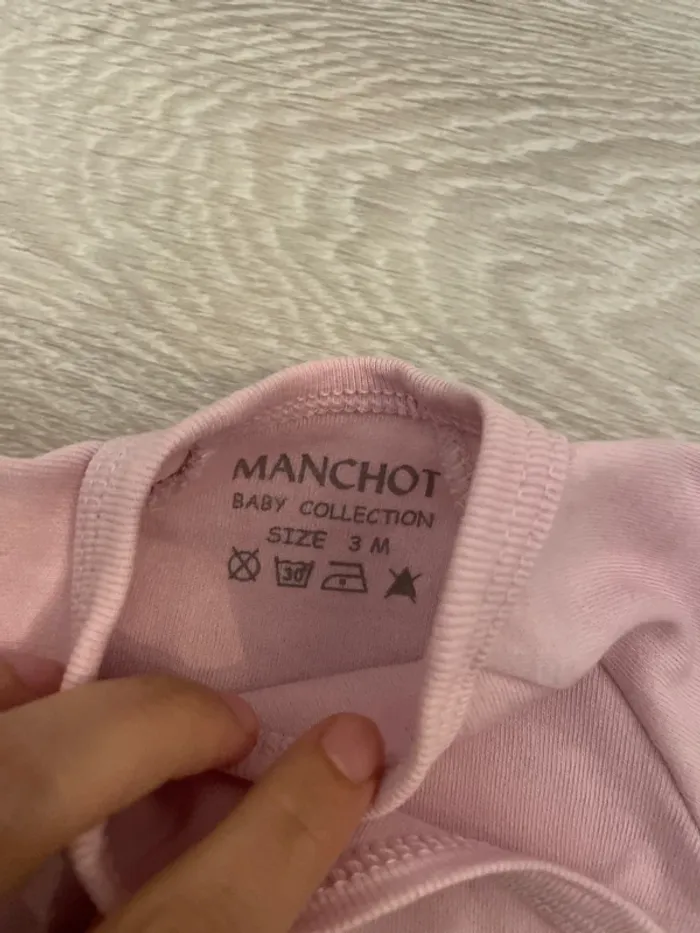 MANCHOT
BABY COLLECTION
SIZE 3 M
30